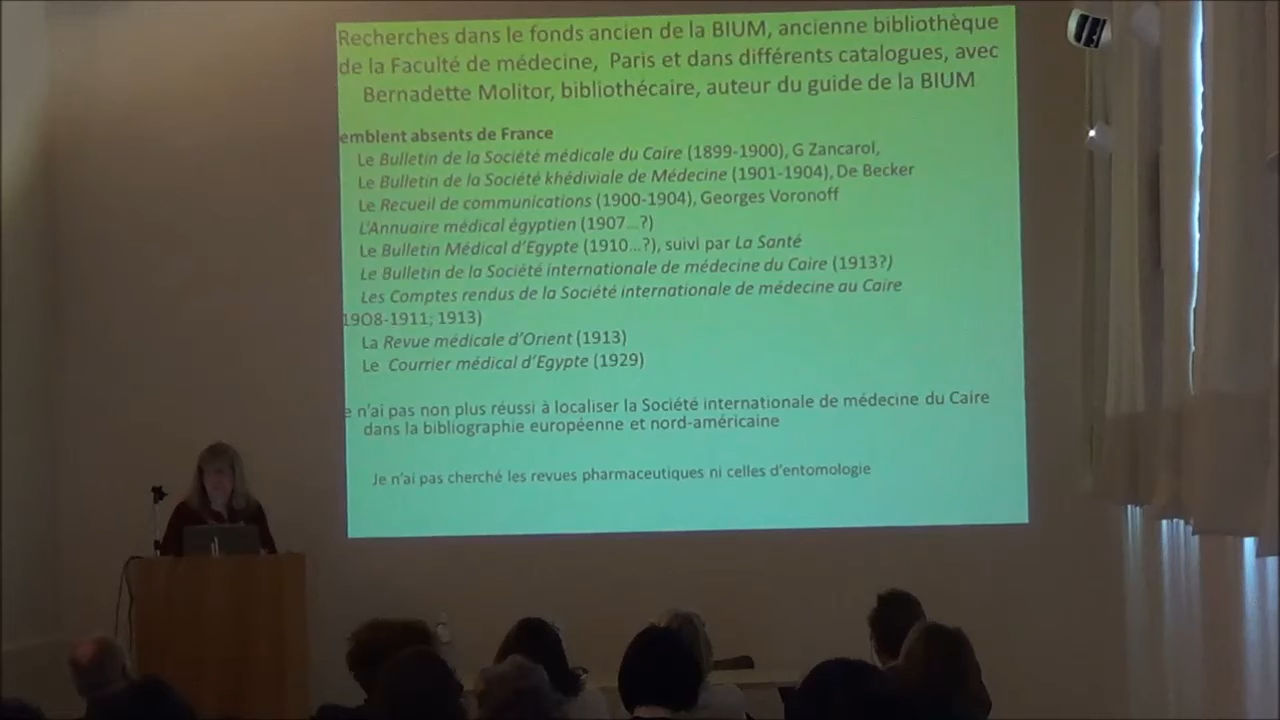 Recherches dans le fonds ancien de la BIUM, ancienne bibliothèque
de la Faculté de médecine, Paris et dans différents catalogues, avec
Bernadette Molitor, bibliothécaire, auteur du guide de la BIUM
emblent absents de France
Le Bulletin de la Société médicale du Caire (1899-1900), G Zancarol,
Le Bulletin de la Société khédiviale de Médecine (1901-1904), De Becker
Le Recueil de communications (1900-1904), Georges Voronoff
L'Annuaire médical égyptien (1907...?)
Le Bulletin Médical d'Egypte (1910...?), suivi par La Santé
Le Bulletin de la Société internationale de médecine du Caire (1913?)
Les Comptes rendus de la Société internationale de médecine au Caire
19O8-1911; 1913)
La Revue médicale d'Orient (1913)
Le Courrier médical d'Egypte (1929)
e n'ai pas non plus réussi à localiser la Société internationale de médecine du Caire
dans la bibliographie européenne et nord-américaine
Je n'ai pas cherché les revues pharmaceutiques ni celles d'entomologie